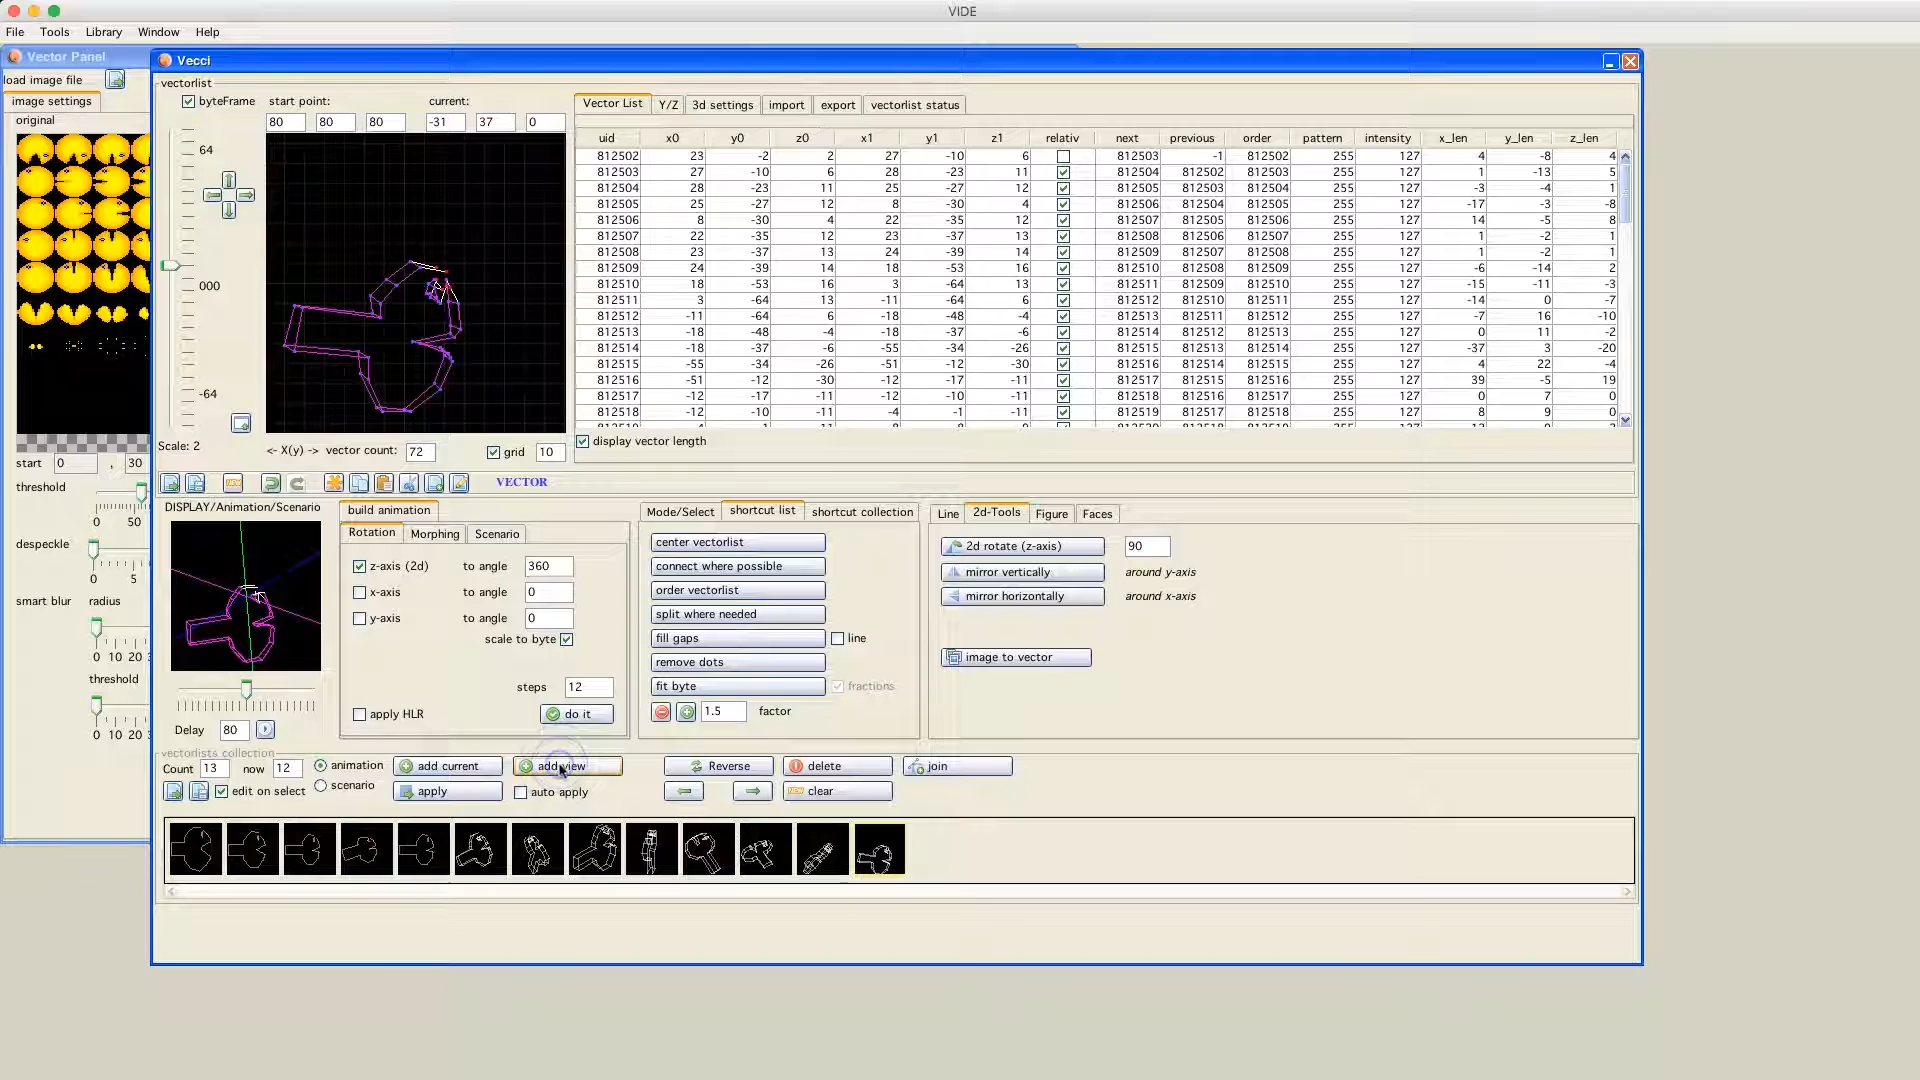 VIDE
File Tools Library Window Help
Vector Panel
Vecci
load image file
vectorlist
image settings
byteFrame start point: current:
Vector List Y/Z 3d settings import export vectorlist status
original
80 80 80 -31 37 0
uid x0 y0 z0 x1 y1 z1 relativ next previous order pattern intensity x_len y_len z_len
812502 23 -2 2 27 -10 6 812503 -1 812502 255 127 4 -8 4
812503 27 -10 6 28 -23 11 812504 812502 812503 255 127 1 -13 5
812504 28 -23 11 25 -27 12 812505 812503 812504 255 127 -3 -4 1
812505 25 -27 12 8 -30 4 812506 812504 812505 255 127 -17 -3 -8
812506 8 -30 4 22 -35 12 812507 812505 812506 255 127 14 -5 8
812507 22 -35 12 23 -37 13 812508 812506 812507 255 127 1 -2 1
812508 23 -37 13 24 -39 14 812509 812507 812508 255 127 1 -2 1
812509 24 -39 14 18 -53 16 812510 812508 812509 255 127 -6 -14 2
812510 18 -53 16 3 -64 13 812511 812509 812510 255 127 -15 -11 -3
812511 3 -64 13 -11 -64 6 812512 812510 812511 255 127 -14 0 -7
812512 -11 -64 6 -18 -48 -4 812513 812511 812512 255 127 -7 16 -10
812513 -18 -48 -4 -18 -37 -6 812514 812512 812513 255 127 0 11 -2
812514 -18 -37 -6 -55 -34 -26 812515 812513 812514 255 127 -37 3 -20
812515 -55 -34 -26 -51 -12 -30 812516 812514 812515 255 127 4 22 -4
812516 -51 -12 -30 -12 -17 -11 812517 812515 812516 255 127 39 -5 19
812517 -12 -17 -11 -12 -10 -11 812518 812516 812517 255 127 0 7 0
812518 -12 -10 -11 -4 -1 -11 812519 812517 812518 255 127 8 9 0
64
000
-64
display vector length
Scale: 2 <- X(y) -> vector count: 72 grid 10
start 0 , 30
VECTOR
threshold
0 50
DISPLAY/Animation/Scenario
build animation
Mode/Select shortcut list shortcut collection
Line 2d-Tools Figure Faces
Rotation Morphing Scenario
despeckle
0 5
z-axis (2d) to angle 360
x-axis to angle 0
y-axis to angle 0
scale to byte
steps 12
apply HLR do it
center vectorlist
connect where possible
order vectorlist
split where needed
fill gaps line
remove dots
fit byte fractions
1.5 factor
2d rotate (z-axis) 90
mirror vertically around y-axis
mirror horizontally around x-axis
image to vector
smart blur radius
0 10 20
threshold
0 10 20
Delay 80
vectorlists collection
Count 13 now 12 animation add current add view Reverse delete join
edit on select scenario apply auto apply clear